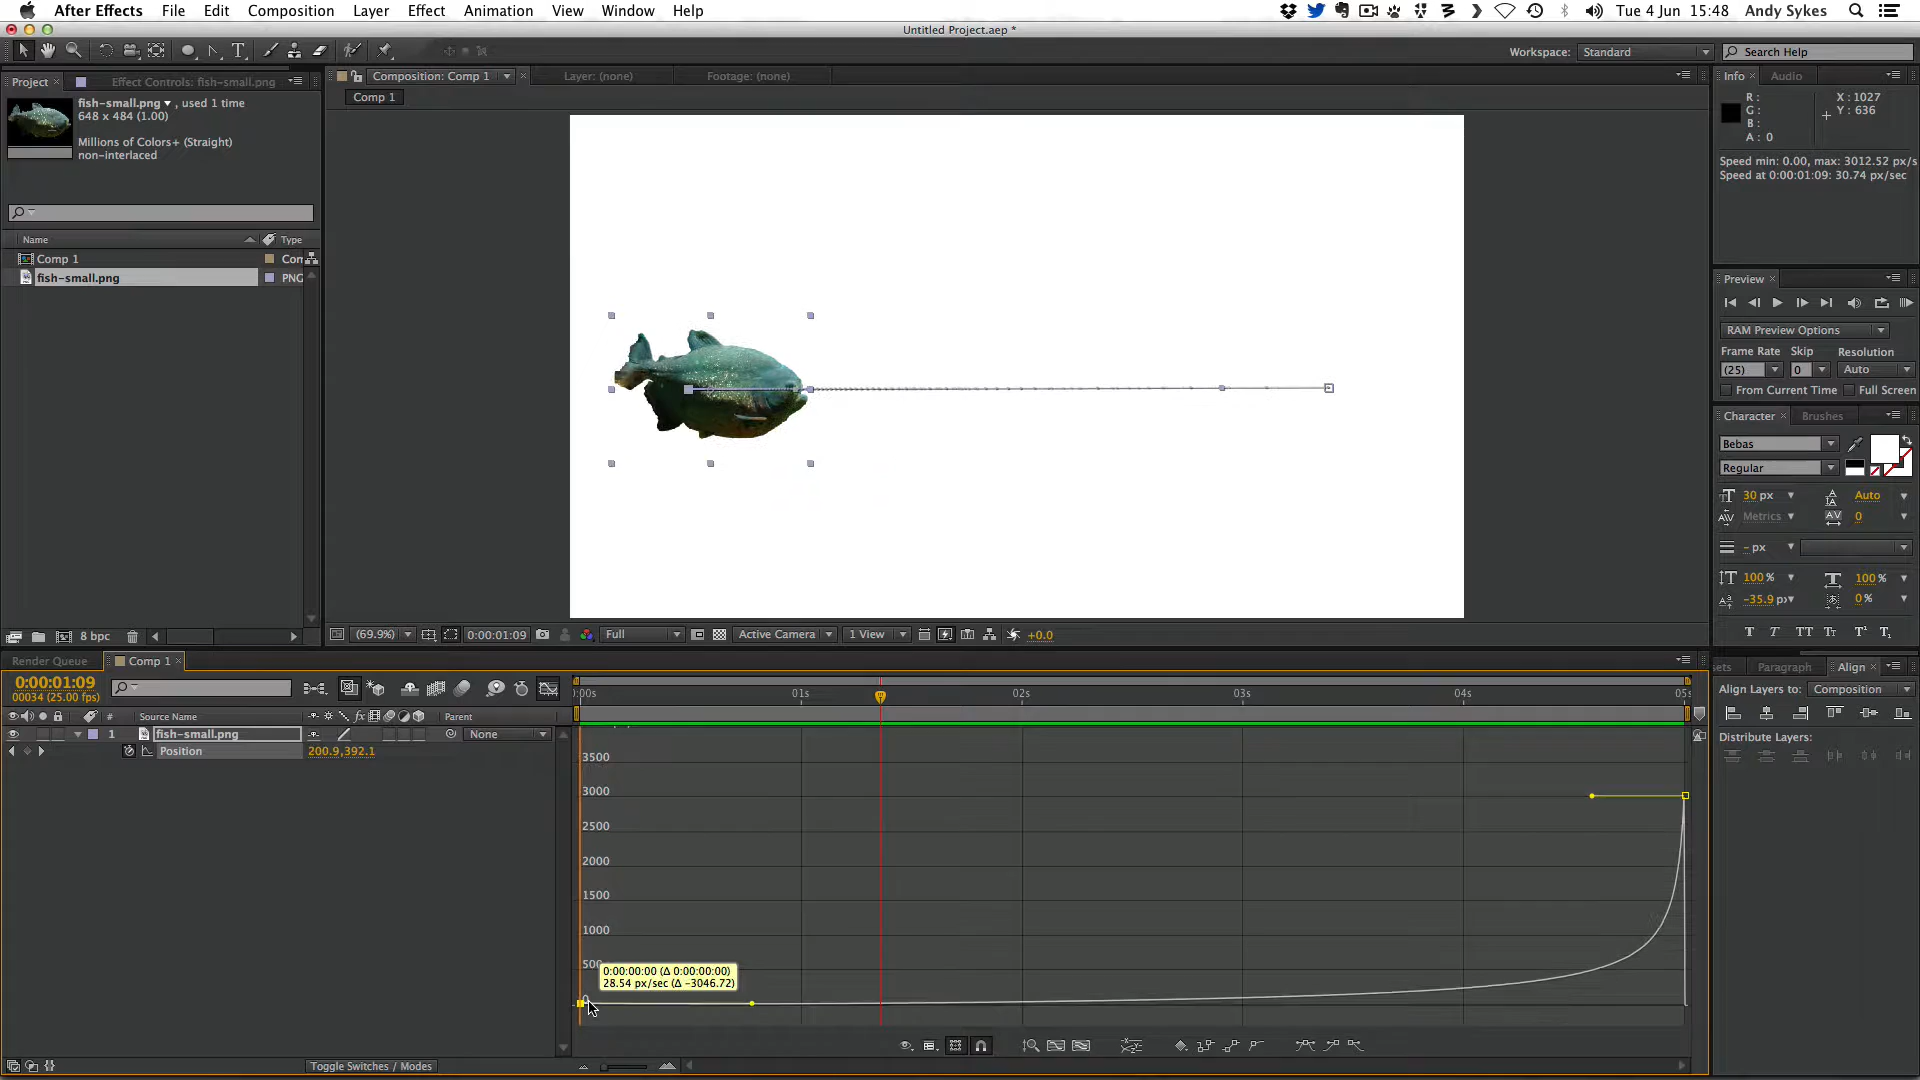 After Effects File Edit Composition Layer Effect Animation View Window Help Tue 4 Jun 15:48 Andy Sykes
Untitled Project.aep *
Workspace: Standard Search Help
Project Effect Controls: fish-small.png
Composition: Comp 1 Layer: (none) Footage: (none)
Comp 1
fish-small.png , used 1 time
648 x 484 (1.00)
Millions of Colors+ (Straight)
non-interlaced
Name Type
Comp 1
fish-small.png PNG
8 bpc
(69.9%) 0:00:01:09 Full Active Camera 1 View +0.0
Info Audio
R : X : 1027
G : Y : 636
B :
A : 0
Speed min: 0.00, max: 3012.52 px/s
Speed at 0:00:01:09: 30.74 px/sec
Preview
RAM Preview Options
Frame Rate Skip Resolution
(25) 0 Auto
From Current Time Full Screen
Character Brushes
Bebas
Regular
30 px Auto
Metrics 0
- px
100 % 100 %
-35.9 px 0 %
T T TT Tt T¹ T₁
Paragraph Align
Align Layers to: Composition
Distribute Layers:
Render Queue Comp 1
0:00:01:09
00034 (25.00 fps)
# Source Name Parent
1 fish-small.png None
Position 200.9,392.1
Toggle Switches / Modes
:00s 01s 02s 03s 04s 05s
3500
3000
2500
2000
1500
1000
500
0
0:00:00:00 (Δ 0:00:00:00)
28.54 px/sec (Δ -3046.72)